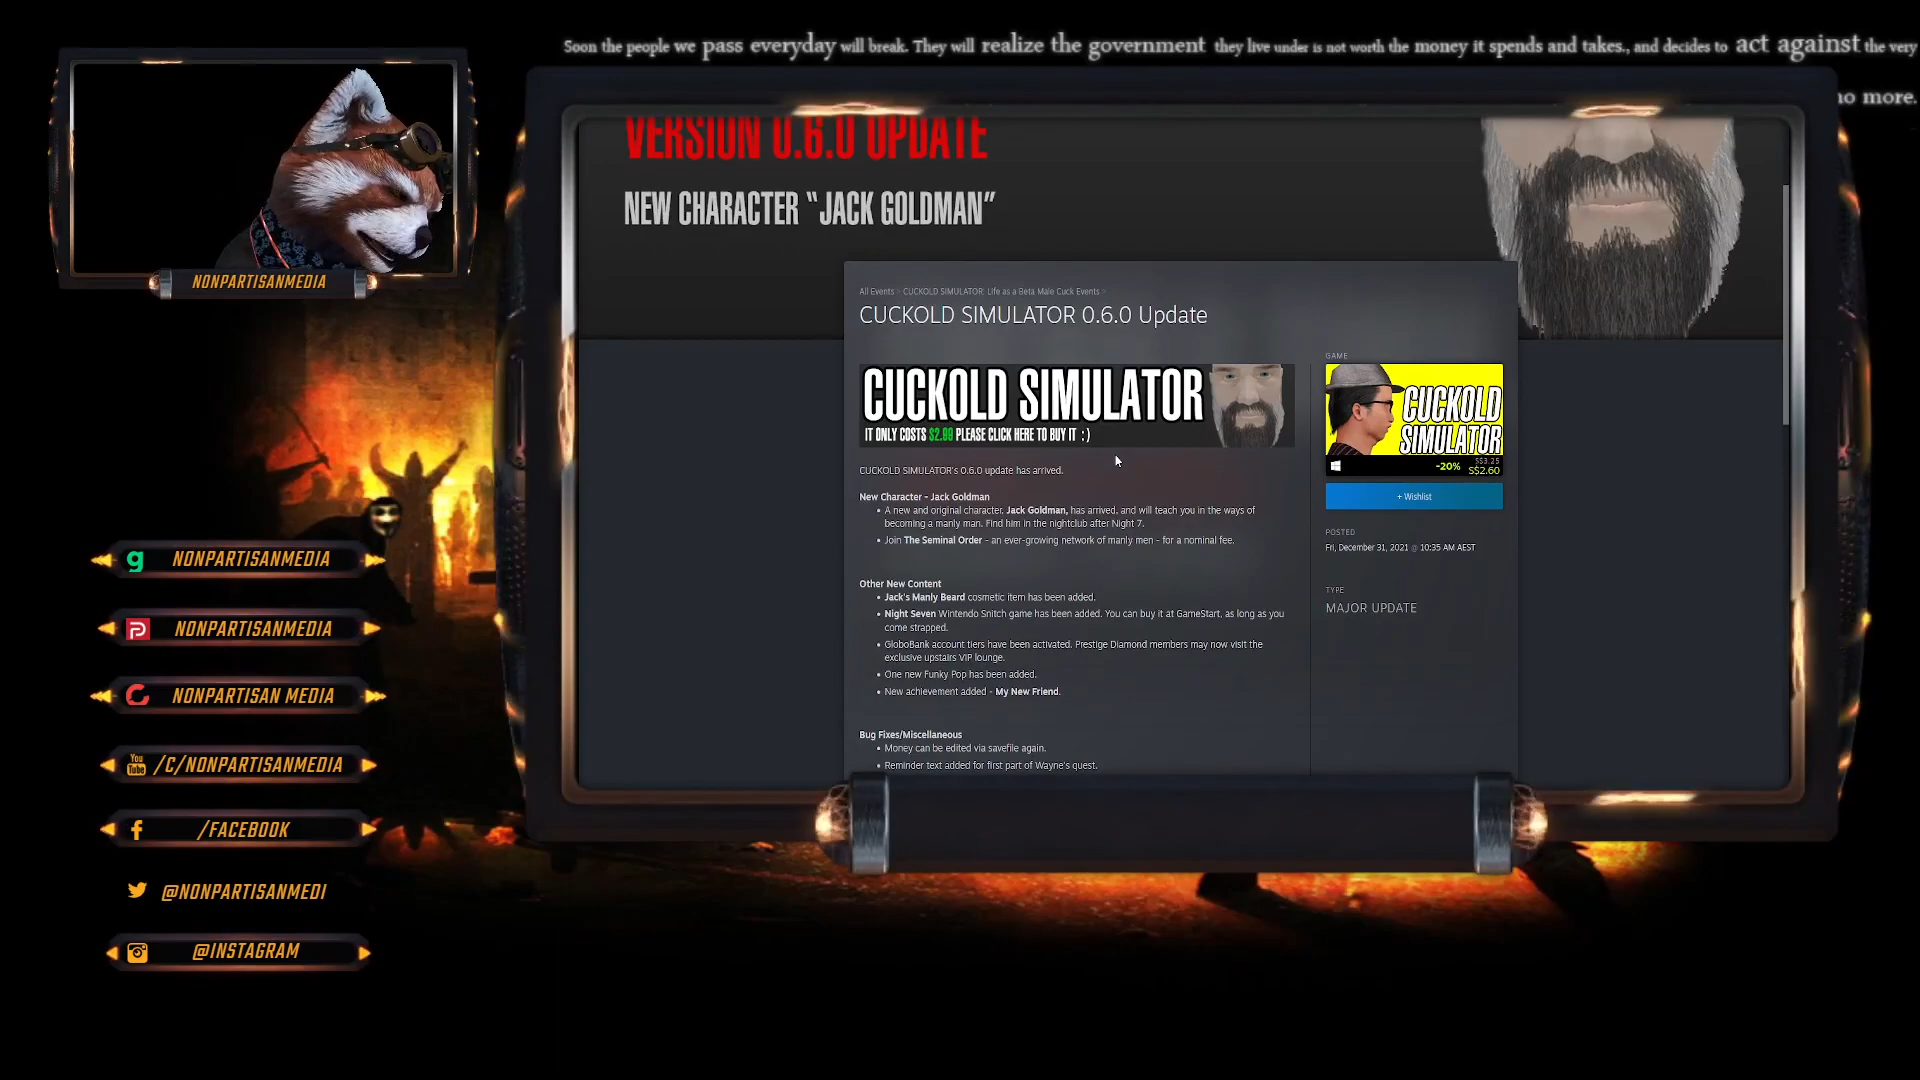 Soon the people we pass everyday will break. They will realize the government they live under is not worth the money it spends and takes., and decides to act against the very
no more.
NONPARTISANMEDIA
VERSION 0.6.0 UPDATE
NEW CHARACTER “JACK GOLDMAN”
All Events > CUCKOLD SIMULATOR: Life as a Beta Male Cuck Events >
CUCKOLD SIMULATOR 0.6.0 Update
CUCKOLD SIMULATOR
IT ONLY COSTS $2.99 PLEASE CLICK HERE TO BUY IT :)
CUCKOLD SIMULATOR's 0.6.0 update has arrived.
New Character - Jack Goldman
• A new and original character, Jack Goldman, has arrived, and will teach you in the ways of
becoming a manly man. Find him in the nightclub after Night 7.
• Join The Seminal Order - an ever-growing network of manly men - for a nominal fee.
Other New Content
• Jack's Manly Beard cosmetic item has been added.
• Night Seven Wintendo Snitch game has been added. You can buy it at GameStart, as long as you
come strapped.
• GloboBank account tiers have been activated. Prestige Diamond members may now visit the
exclusive upstairs VIP lounge.
• One new Funky Pop has been added.
• New achievement added - My New Friend.
Bug Fixes/Miscellaneous
• Money can be edited via savefile again.
• Reminder text added for first part of Wayne's quest.
GAME
CUCKOLD
SIMULATOR
-20% S$3.25
S$2.60
+ Wishlist
POSTED
Fri, December 31, 2021 @ 10:35 AM AEST
TYPE
MAJOR UPDATE
g NONPARTISANMEDIA
NONPARTISANMEDIA
NONPARTISAN MEDIA
You Tube /C/NONPARTISANMEDIA
f /FACEBOOK
@NONPARTISANMEDI
@INSTAGRAM